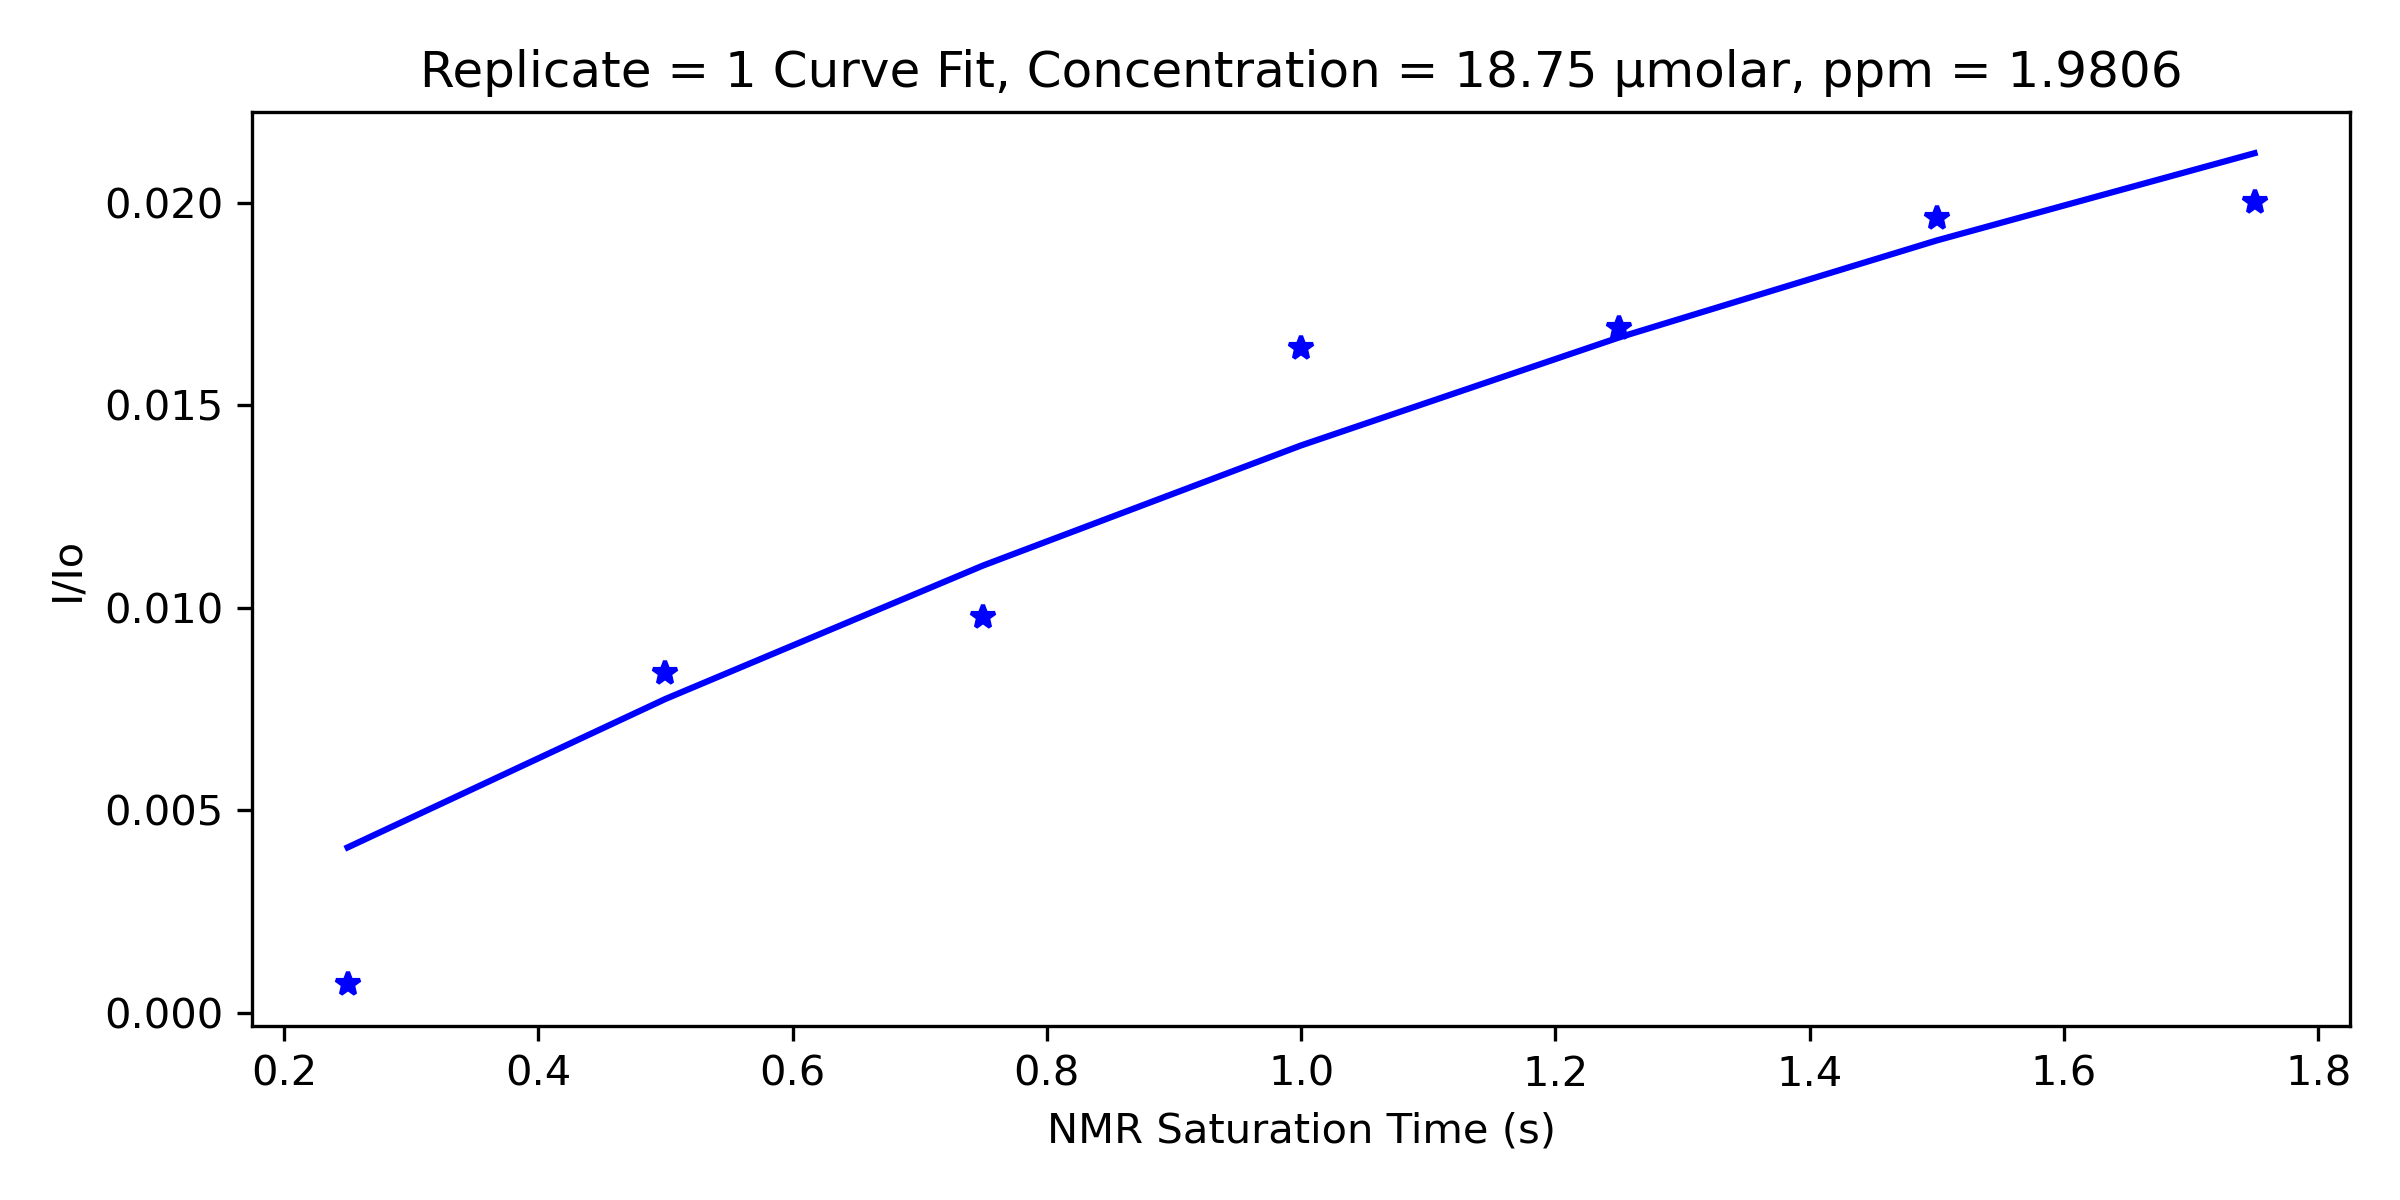 Replicate = 1 Curve Fit, Concentration = 18.75 μmolar, ppm = 1.9806
I/Io
0.020
0.015
0.010
0.005
0.000
0.2 0.4 0.6 0.8 1.0 1.2 1.4 1.6 1.8
NMR Saturation Time (s)